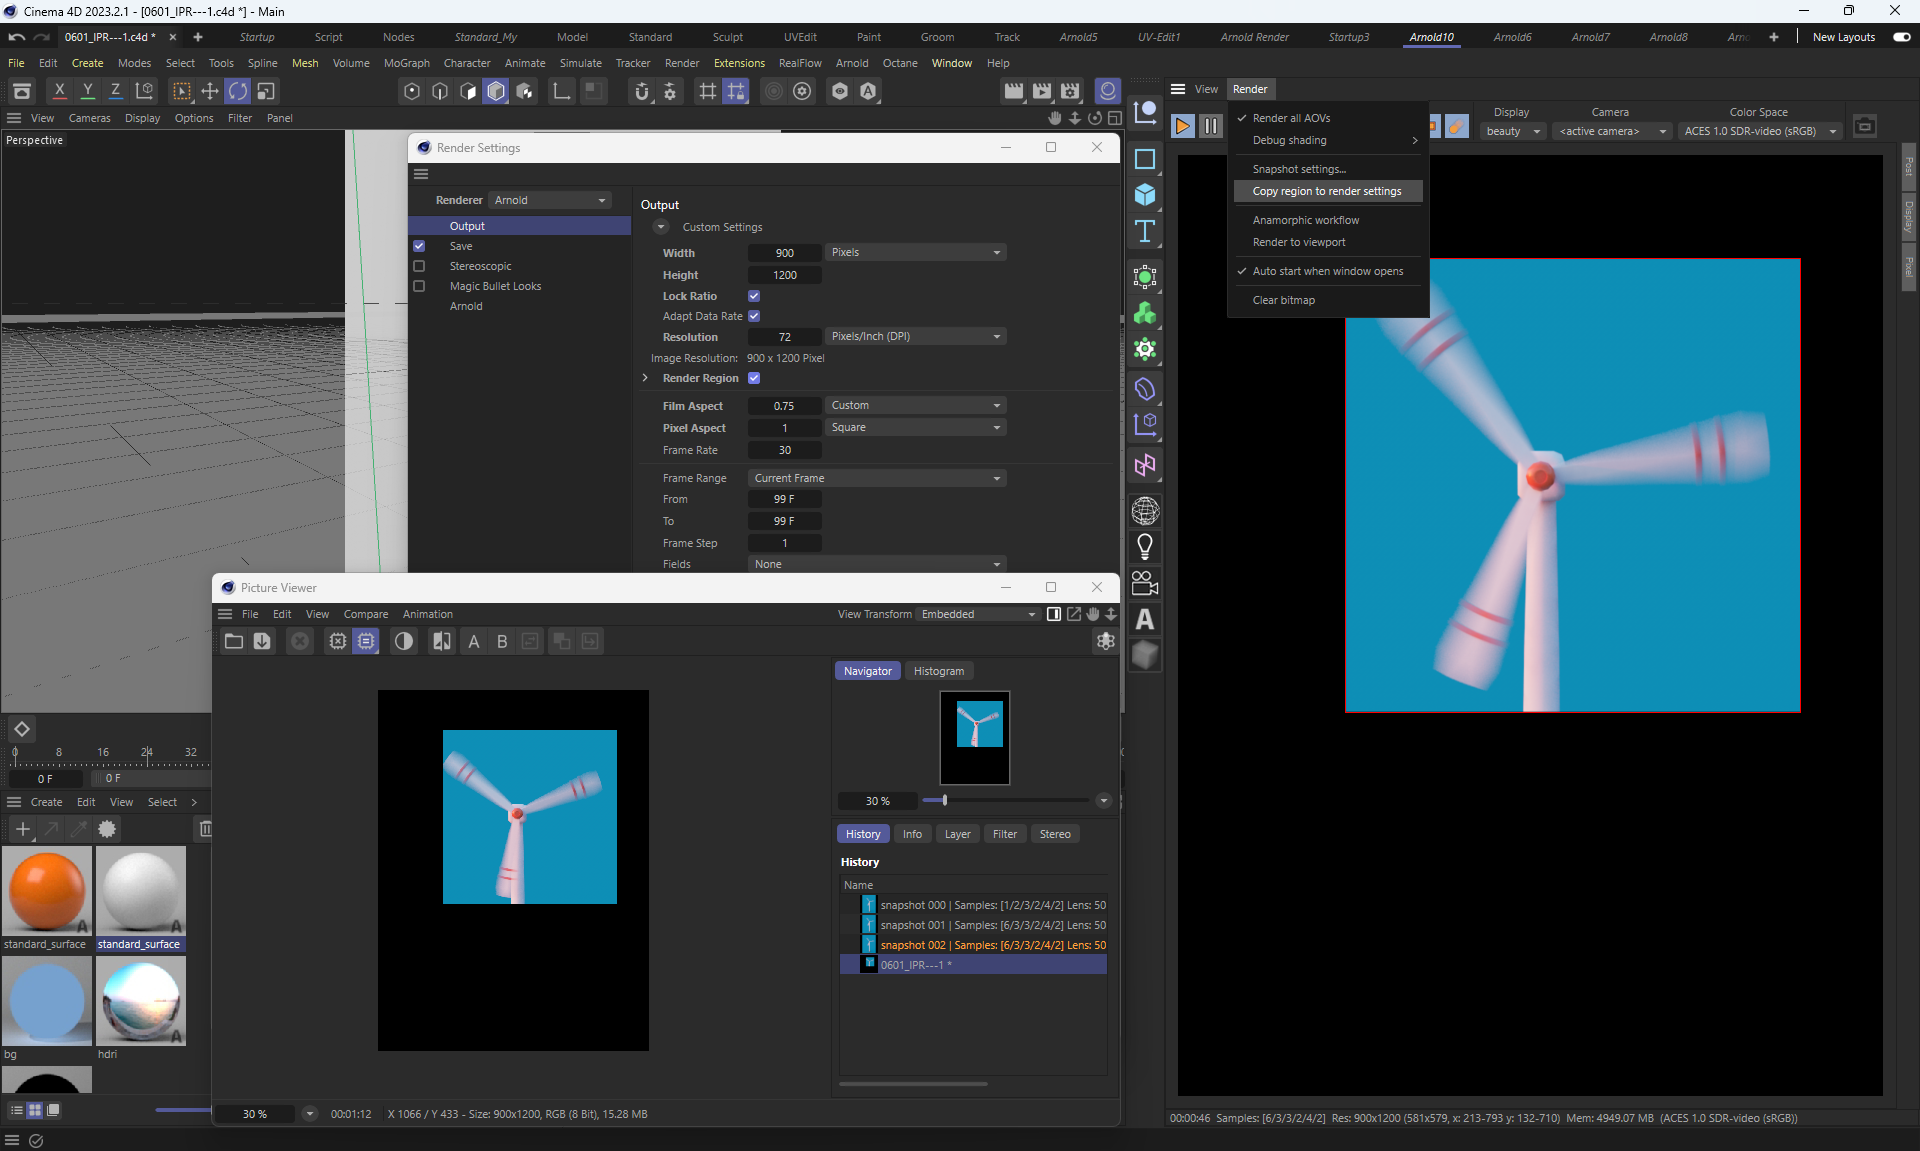 Cinema 4D 2023.2.1 - [0601_IPR---1.c4d *] - Main
0601_IPR---1.c4d * Startup Script Nodes Standard_My Model Standard Sculpt UVEdit Paint Groom Track Arnold5 UV-Edit1 Arnold Render Startup3 Arnold10 Arnold6 Arnold7 Arnold8 New Layouts
File Edit Create Modes Select Tools Spline Mesh Volume MoGraph Character Animate Simulate Tracker Render Extensions RealFlow Arnold Octane Window Help
X Y Z
View Cameras Display Options Filter Panel
Perspective
Render Settings
Renderer Arnold
Output
Save
Stereoscopic
Magic Bullet Looks
Arnold
Output
Custom Settings
Width 900 Pixels
Height 1200
Lock Ratio
Adapt Data Rate
Resolution 72 Pixels/Inch (DPI)
Image Resolution: 900 x 1200 Pixel
Render Region
Film Aspect 0.75 Custom
Pixel Aspect 1 Square
Frame Rate 30
Frame Range Current Frame
From 99 F
To 99 F
Frame Step 1
Fields None
View Render
Render all AOVs
Debug shading
Snapshot settings...
Copy region to render settings
Anamorphic workflow
Render to viewport
Auto start when window opens
Clear bitmap
Display Camera Color Space
beauty <active camera> ACES 1.0 SDR-video (sRGB)
Post
Display
Pixel
Picture Viewer
File Edit View Compare Animation
View Transform Embedded
A B
Navigator Histogram
30 %
History Info Layer Filter Stereo
History
Name
snapshot 000 | Samples: [1/2/3/2/4/2] Lens: 50
snapshot 001 | Samples: [6/3/3/2/4/2] Lens: 50
snapshot 002 | Samples: [6/3/3/2/4/2] Lens: 50
0601_IPR---1 *
30 % 00:01:12 X 1066 / Y 433 - Size: 900x1200, RGB (8 Bit), 15.28 MB
0 8 16 24 32
0 F 0 F
Create Edit View Select
standard_surface standard_surface
bg hdri
00:00:46 Samples: [6/3/3/2/4/2] Res: 900x1200 (581x579, x: 213-793 y: 132-710) Mem: 4949.07 MB (ACES 1.0 SDR-video (sRGB))